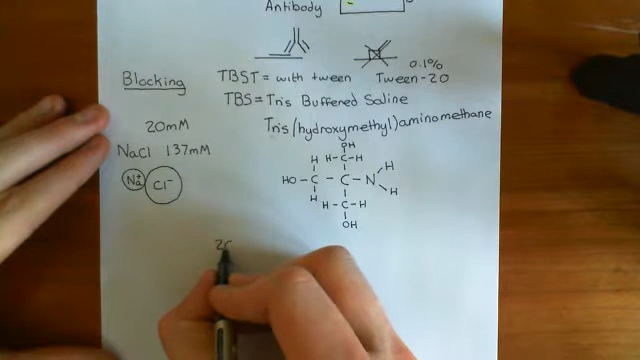 Antibody
0.1%
Blocking
TBST = with tween Tween-20
TBS = Tris Buffered Saline
20mM
Tris (hydroxymethyl) aminomethane
NaCl 137mM
Na+ Cl-
OH
H H-C-H H
HO-C-C-N
H H-C-H H
OH